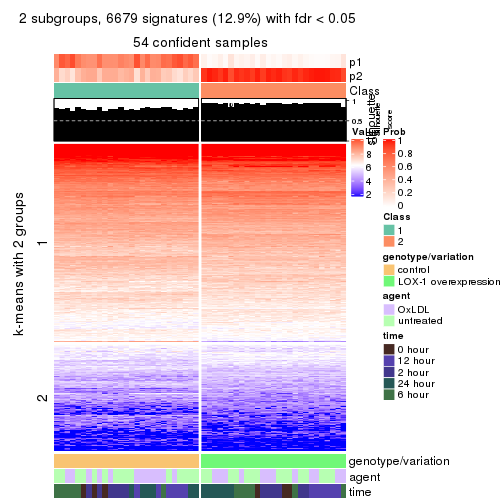 2 subgroups, 6679 signatures (12.9%) with fdr < 0.05
54 confident samples
p1
p2
Class
1
0.5
0
silhouette
score
k-means with 2 groups
1
2
Value
8
6
4
2
Prob
1
0.8
0.6
0.4
0.2
0
Class
1
2
genotype/variation
control
LOX-1 overexpression
agent
OxLDL
untreated
time
0 hour
12 hour
2 hour
24 hour
6 hour
genotype/variation
agent
time